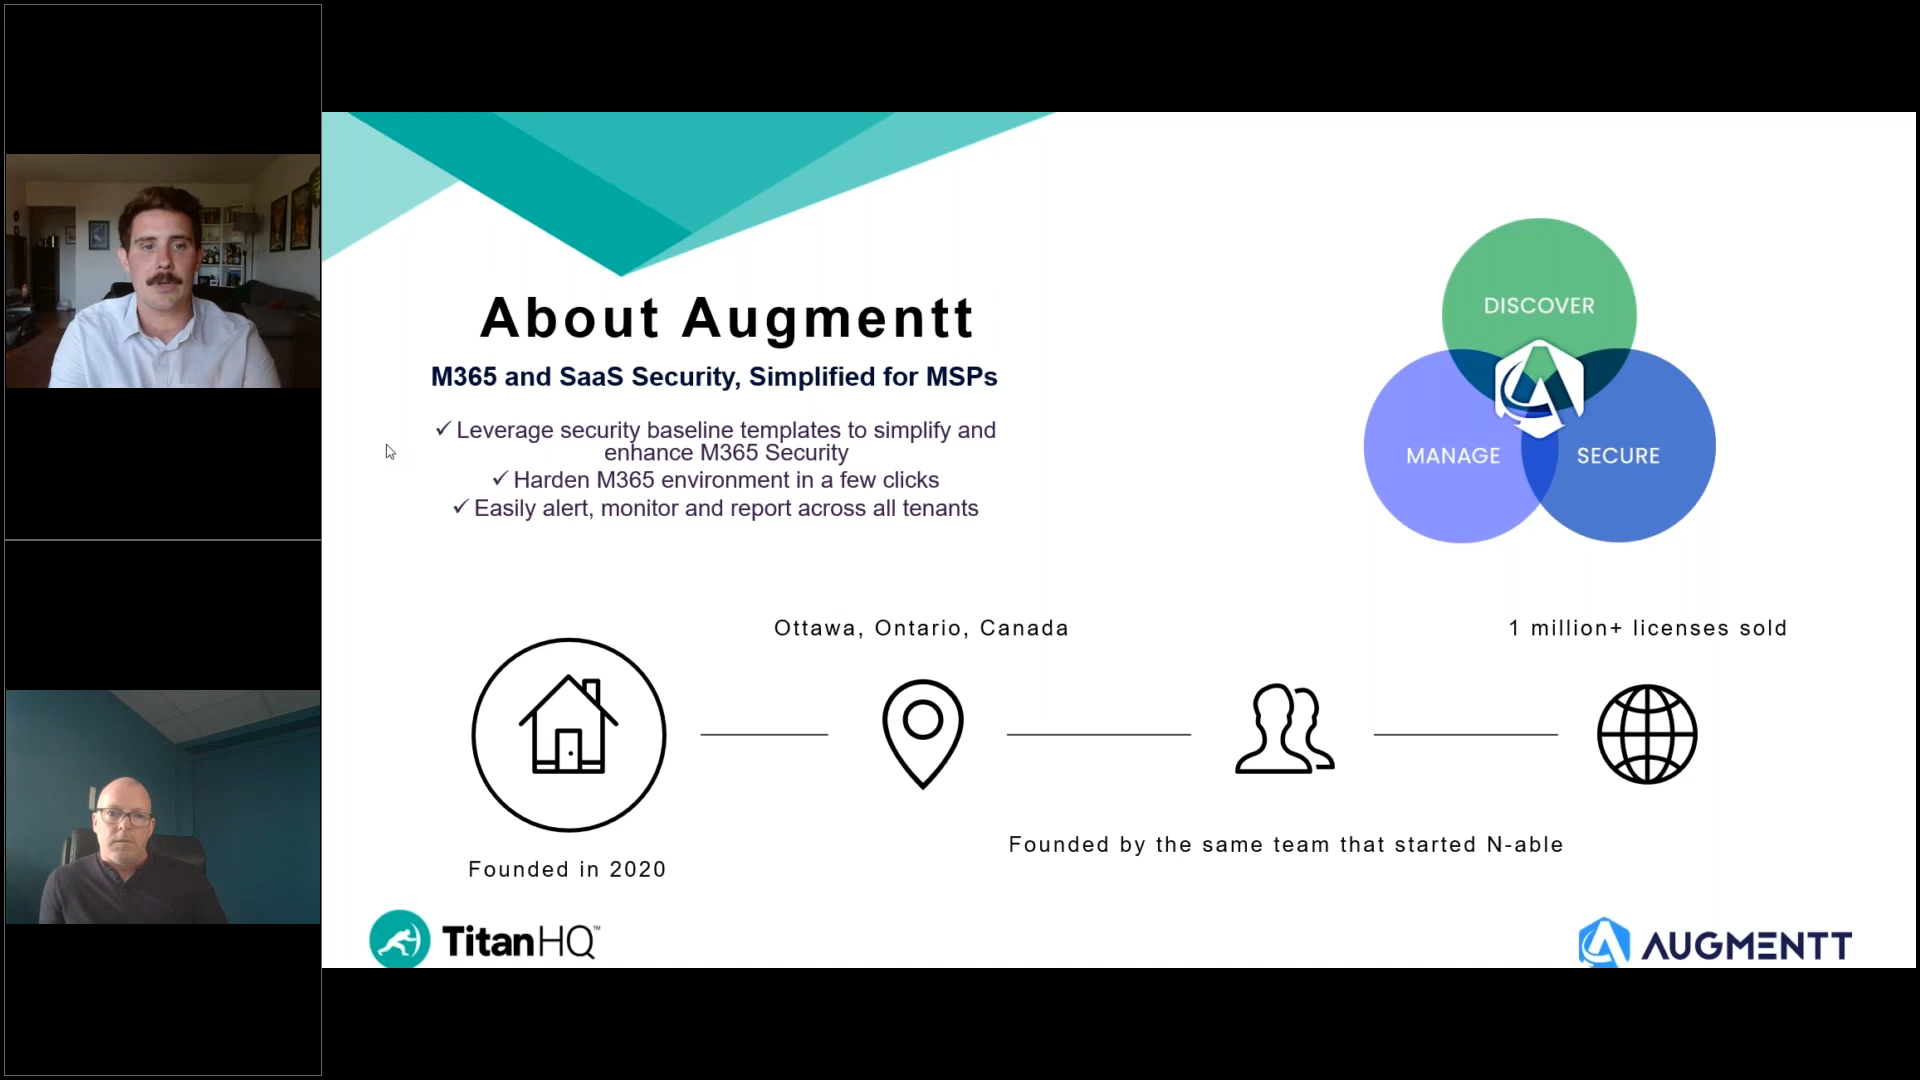 About Augmentt
M365 and SaaS Security, Simplified for MSPs
✓ Leverage security baseline templates to simplify and
enhance M365 Security
✓ Harden M365 environment in a few clicks
✓ Easily alert, monitor and report across all tenants
DISCOVER
MANAGE
SECURE
Ottawa, Ontario, Canada
1 million+ licenses sold
Founded by the same team that started N-able
Founded in 2020
TitanHQ™
AUGMENTT